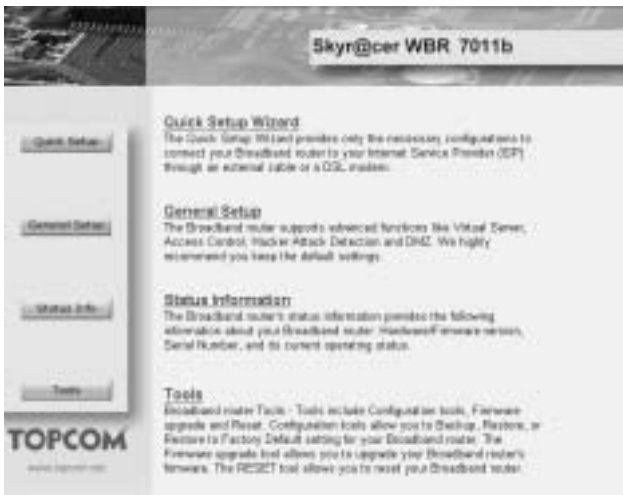 Skyr@cer WBR 7011b
Quick Setup
General Setup
Status Info
Tools
TOPCOM
Quick Setup Wizard
The Quick Setup Wizard provides only the necessary configurations to
connect your Broadband router to your Internet Service Provider (ISP)
through an external cable or a DSL modem.
General Setup
The Broadband router supports advanced functions like Virtual Server,
Access Control, Hacker Attack Detection and DMZ. We highly
recommend you keep the default settings.
Status Information
The Broadband router's status information provides the following
information about your Broadband router: Hardware/Firmware version,
Serial Number, and its current operating status.
Tools
Broadband router Tools - Tools include Configuration tools, Firmware
upgrade and Reset. Configuration tools allow you to Backup, Restore, or
Restore to Factory Default setting for your Broadband router. The
Firmware upgrade tool allows you to upgrade your Broadband router's
firmware. The RESET tool allows you to reset your Broadband router.